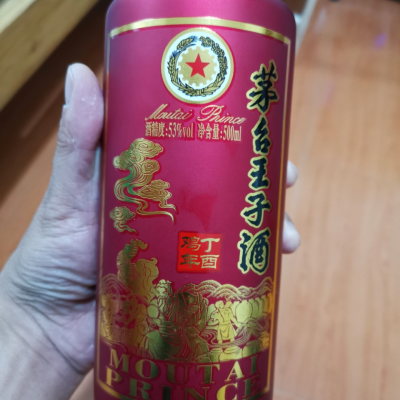 Moutai Prince
酒精度:53%vol 净含量:500ml
茅台王子酒
丁酉
鸡年
MOUTAI
PRINCE